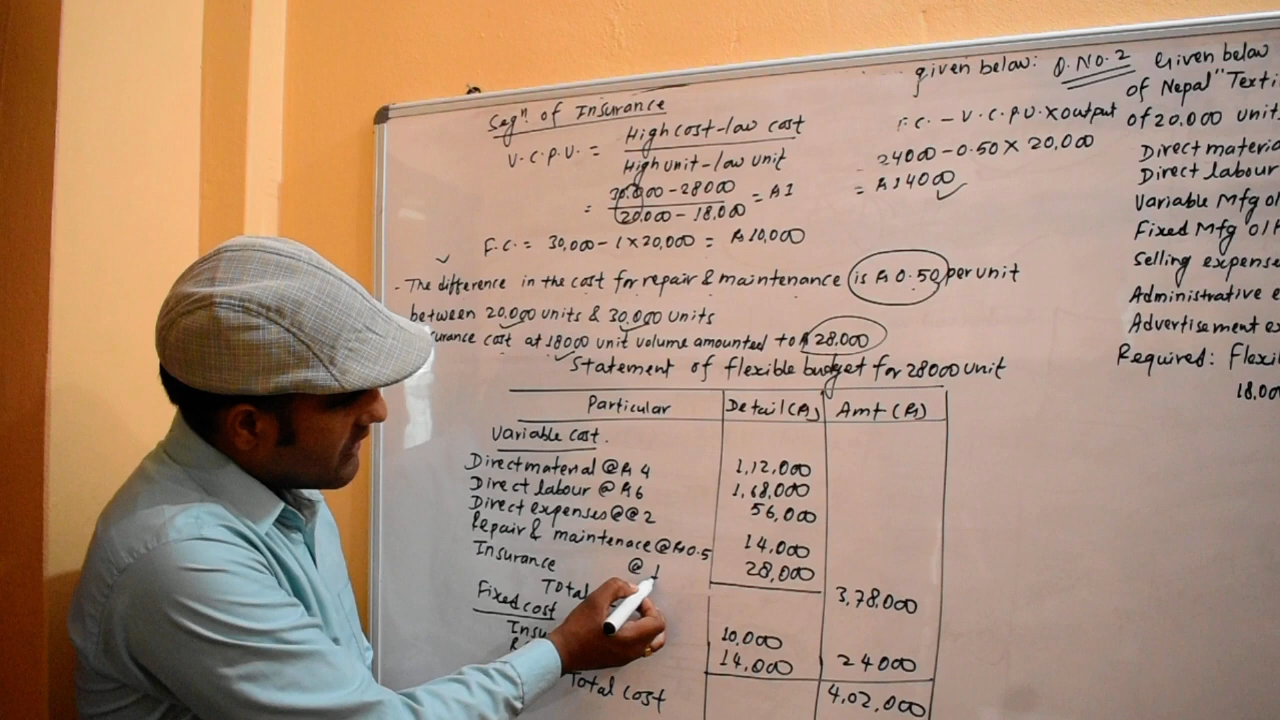 Segn. of Insurance
V.C.P.U. = High cost-low cost
High unit-low unit
= 30.000 - 28000 = Rs 1
20.000 - 18,000
F.C. = 30,000 - 1 x 20,000 = Rs 10,000
given below:
F.C. - V.C.P.U. x output
24000 - 0.50 x 20,000
= Rs 14000
- The difference in the cost for repair & maintenance is Rs 0.50 per unit
between 20.000 units & 30,000 units
urance cost at 18000 unit volume amounted to Rs 28.000
Statement of flexible budget for 28000 unit
Particular Detail (Rs) Amt (Rs)
Variable cost.
Direct material @ Rs 4 1,12,000
Direct labour @ Rs 6 1,68,000
Direct expenses @@ 2 56,000
Repair & maintenace @ Rs 0.5 14,000
Insurance @ 1 28,000
Total 3,78,000
Fixed cost
Insu 10,000
R 14,000 24000
Total cost 4,02,000
Q.No.2 Given below
of Nepal "Texti
of 20.000 unit
Direct materia
Direct labour
Variable Mfg o/
Fixed Mfg o/H
Selling expense
Administrative e
Advertisement ex
Required: Flexi
18,00